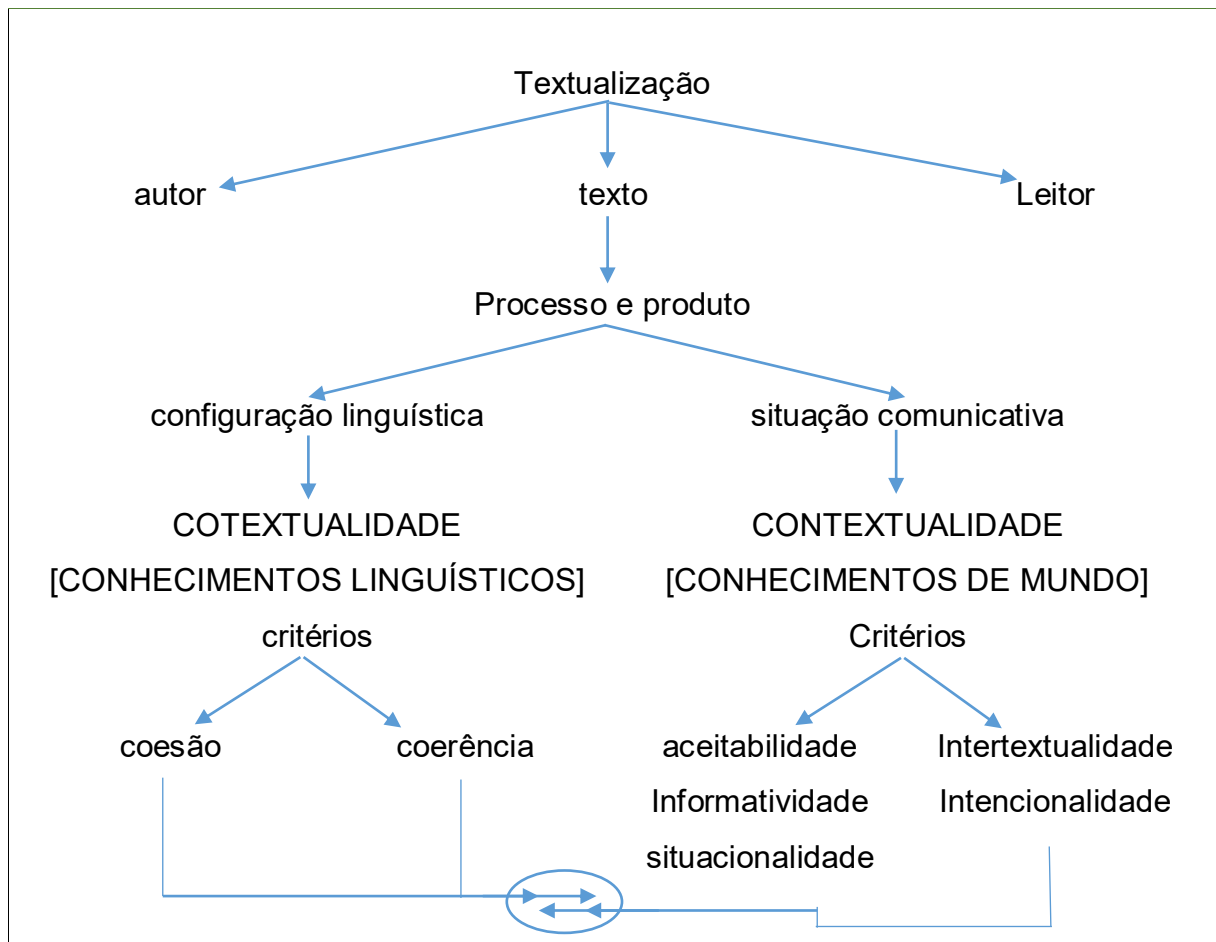 Textualização
autor texto Leitor
Processo e produto
configuração linguística situação comunicativa
COTEXTUALIDADE CONTEXTUALIDADE
[CONHECIMENTOS LINGUÍSTICOS] [CONHECIMENTOS DE MUNDO]
critérios Critérios
coesão coerência aceitabilidade Intertextualidade
Informatividade Intencionalidade
situacionalidade